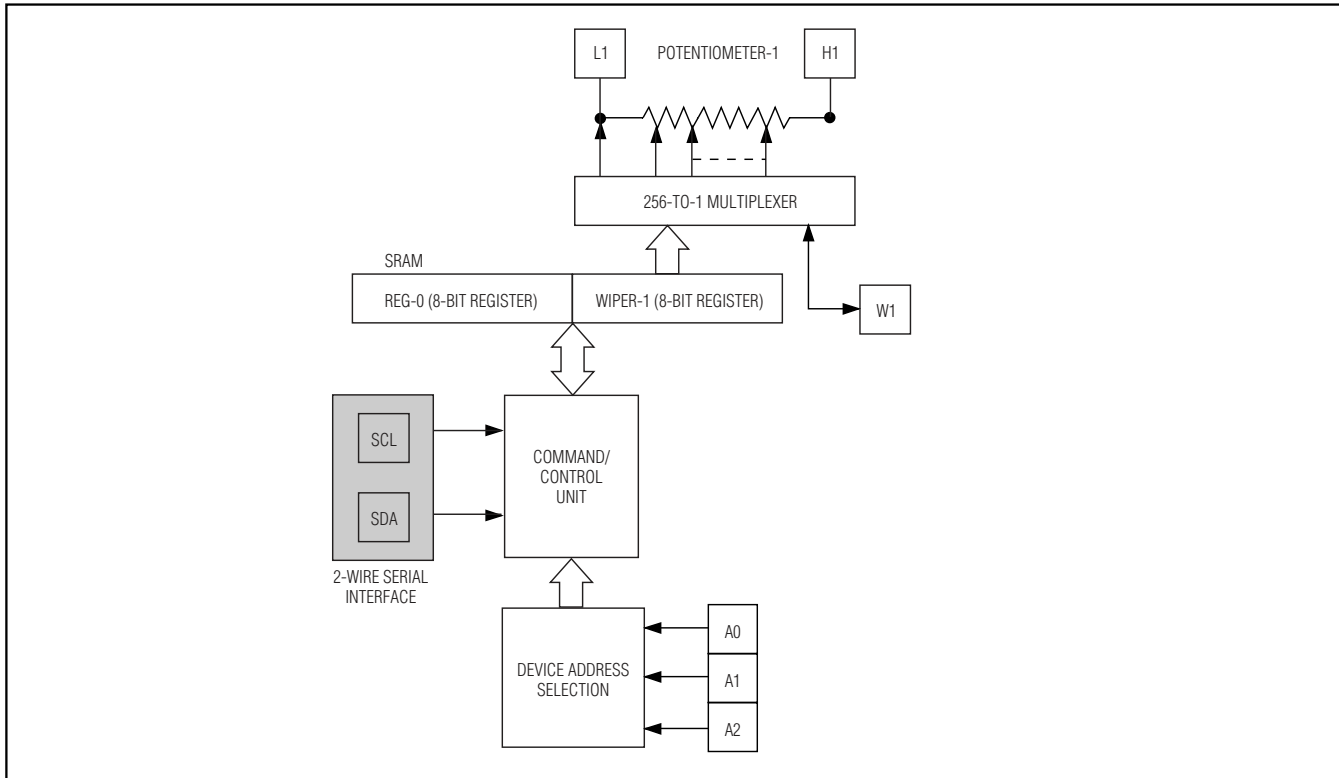 L1
POTENTIOMETER-1
H1
256-TO-1 MULTIPLEXER
SRAM
REG-0 (8-BIT REGISTER)
WIPER-1 (8-BIT REGISTER)
W1
SCL
SDA
COMMAND/
CONTROL
UNIT
2-WIRE SERIAL
INTERFACE
DEVICE ADDRESS
SELECTION
A0
A1
A2